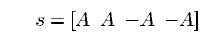 s = [A A −A −A]